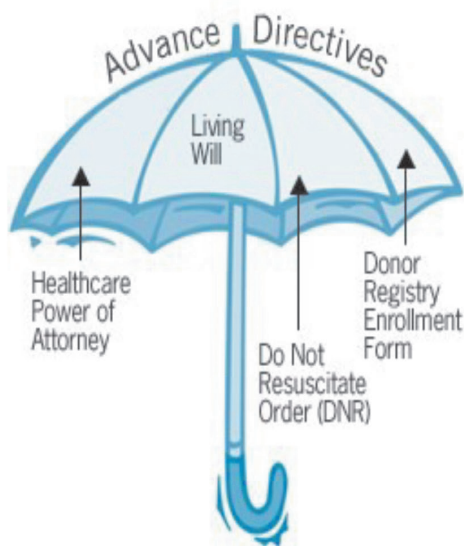 Advance Directives
Living
Will
Healthcare
Power of
Attorney
Do Not
Resuscitate
Order (DNR)
Donor
Registry
Enrollment
Form